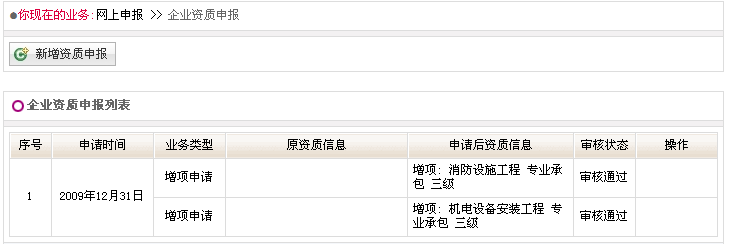 你现在的业务:网上申报 >> 企业资质申报
新增资质申报
企业资质申报列表
序号 申请时间 业务类型 原资质信息 申请后资质信息 审核状态 操作
1 2009年12月31日 增项申请 增项: 消防设施工程 专业承
包 三级 审核通过
增项申请 增项: 机电设备安装工程 专
业承包 三级 审核通过